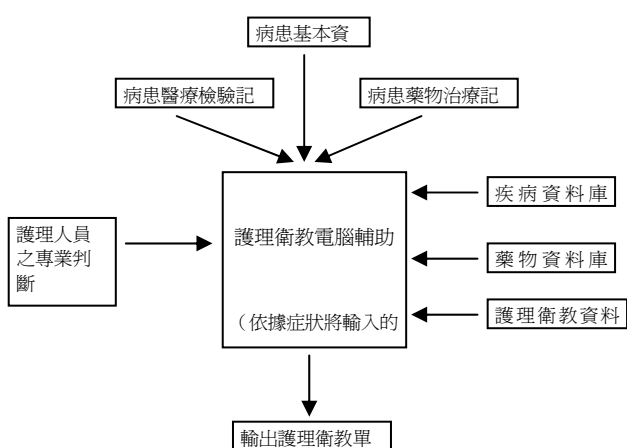 病患基本資
病患醫療檢驗記
病患藥物治療記
疾病資料庫
護理人員
之專業判
斷
護理衛教電腦輔助
藥物資料庫
(依據症狀將輸入的
護理衛教資料
輸出護理衛教單